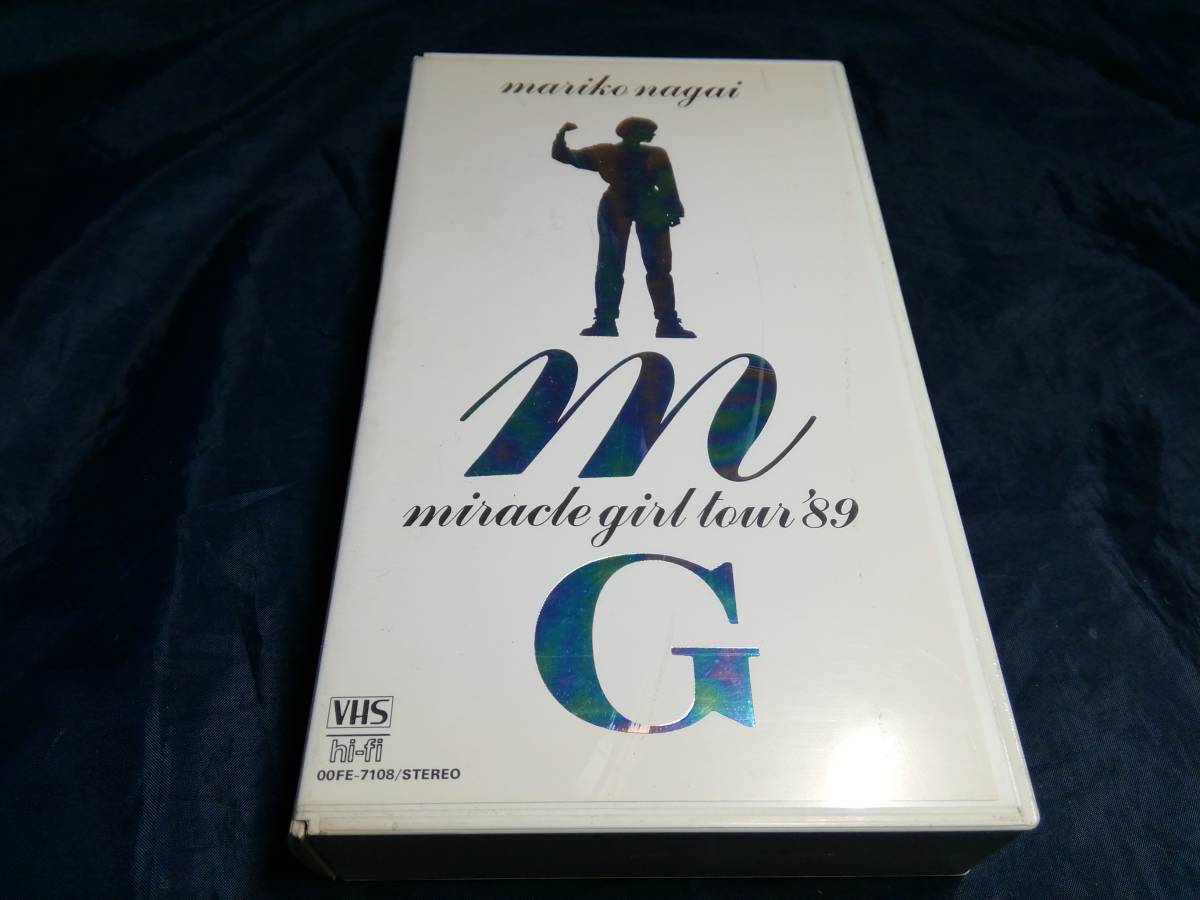 mariko nagai
m
miracle girl tour '89
G
VHS
hi-fi
00FE-7108/STEREO